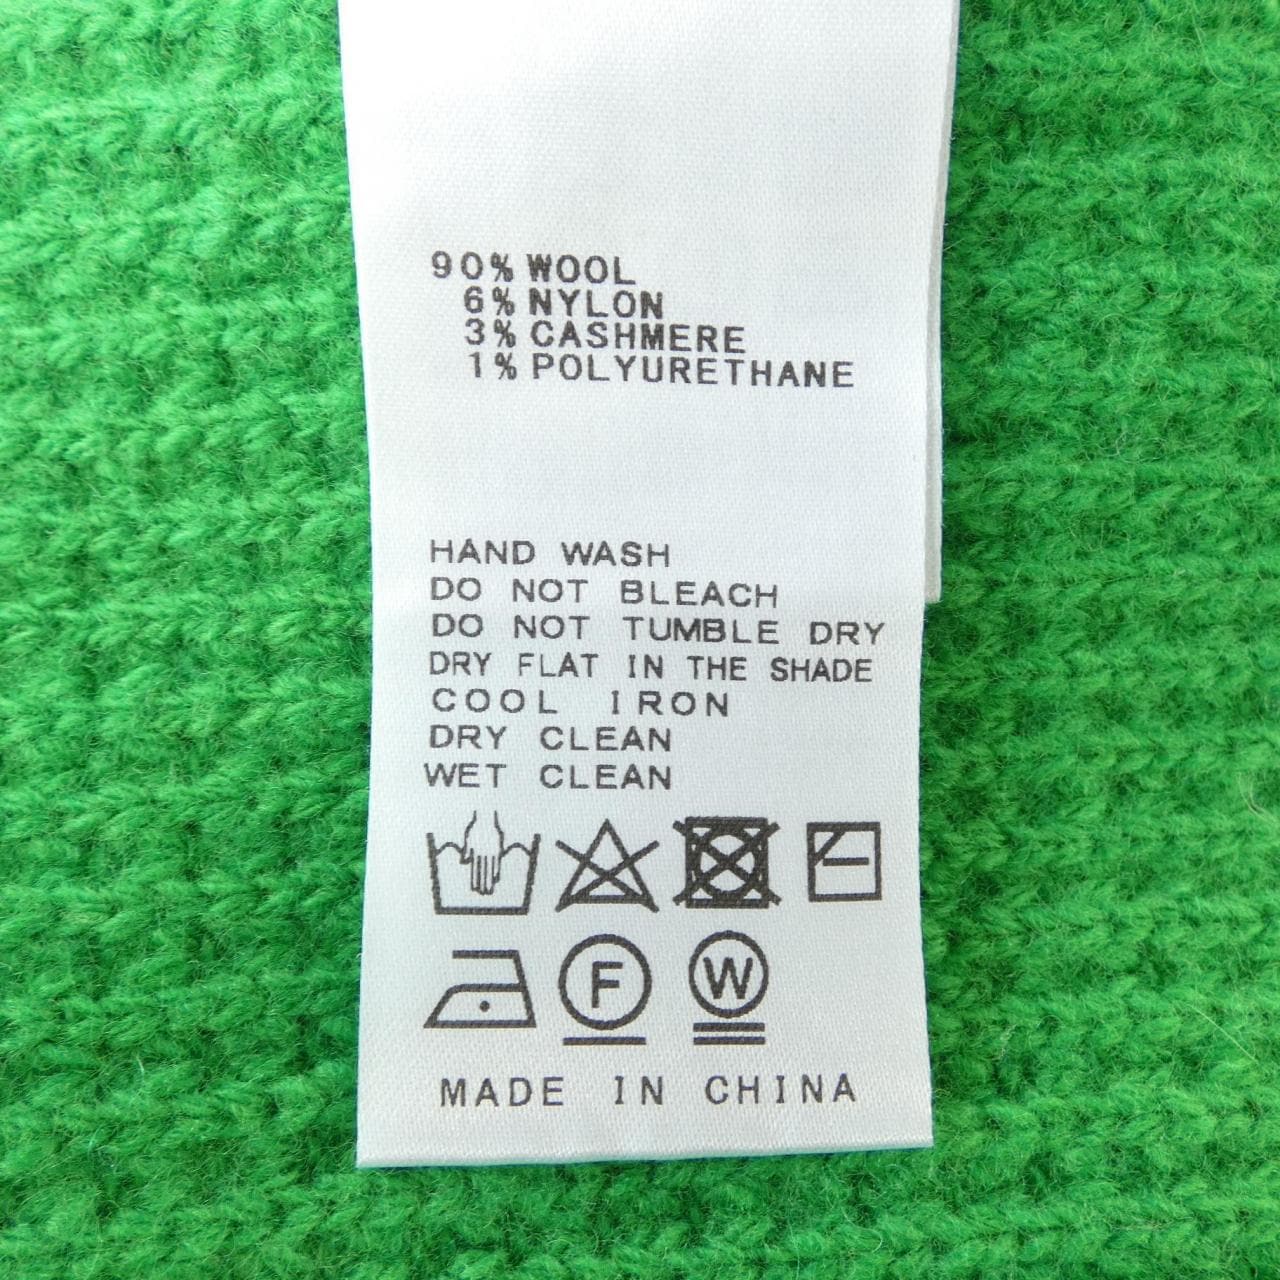 90% WOOL
6% NYLON
3% CASHMERE
1% POLYURETHANE
HAND WASH
DO NOT BLEACH
DO NOT TUMBLE DRY
DRY FLAT IN THE SHADE
COOL IRON
DRY CLEAN
WET CLEAN
F W
MADE IN CHINA